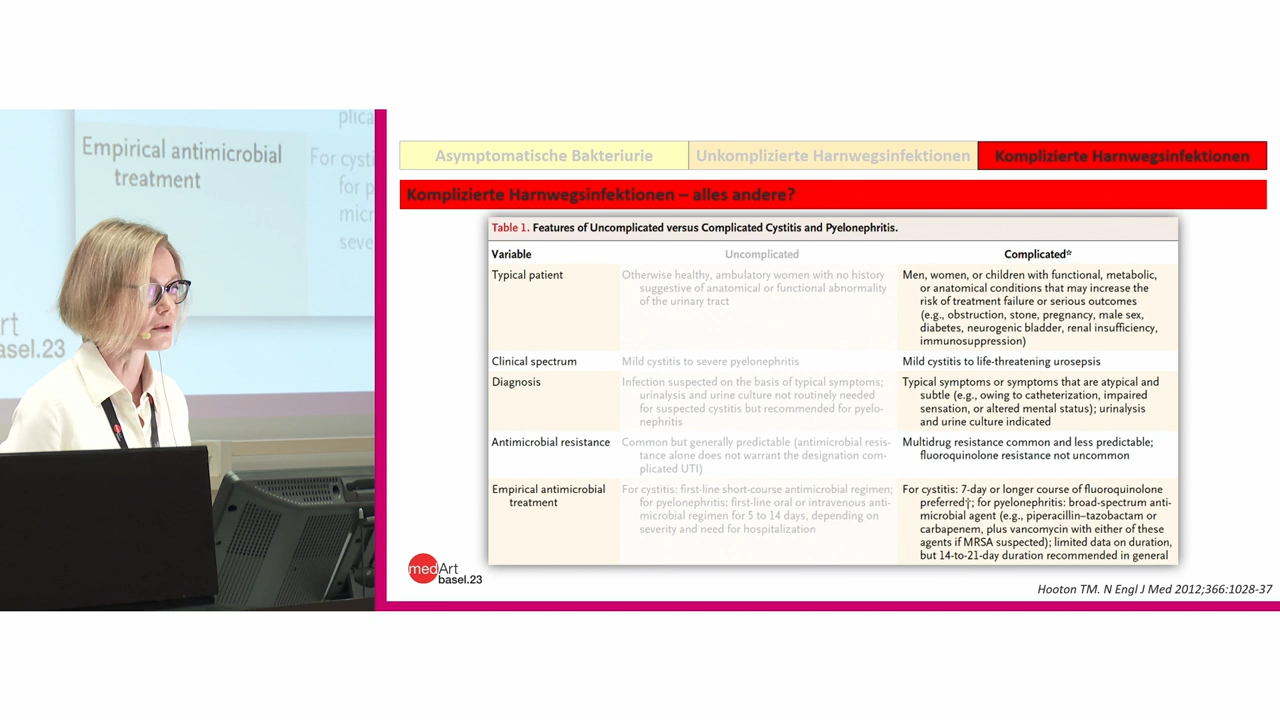 plica
Empirical antimicrobial
treatment
For cysti
for p
micr
seve
Art
asel.23
Asymptomatische Bakteriurie
Unkomplizierte Harnwegsinfektionen
Komplizierte Harnwegsinfektionen
Komplizierte Harnwegsinfektionen – alles andere?
Table 1. Features of Uncomplicated versus Complicated Cystitis and Pyelonephritis.
Variable
Uncomplicated
Complicated*
Typical patient
Otherwise healthy, ambulatory women with no history
suggestive of anatomical or functional abnormality
of the urinary tract
Men, women, or children with functional, metabolic,
or anatomical conditions that may increase the
risk of treatment failure or serious outcomes
(e.g., obstruction, stone, pregnancy, male sex,
diabetes, neurogenic bladder, renal insufficiency,
immunosuppression)
Clinical spectrum
Mild cystitis to severe pyelonephritis
Mild cystitis to life-threatening urosepsis
Diagnosis
Infection suspected on the basis of typical symptoms;
urinalysis and urine culture not routinely needed
for suspected cystitis but recommended for pyelo-
nephritis
Typical symptoms or symptoms that are atypical and
subtle (e.g., owing to catheterization, impaired
sensation, or altered mental status); urinalysis
and urine culture indicated
Antimicrobial resistance
Common but generally predictable (antimicrobial resis-
tance alone does not warrant the designation com-
plicated UTI)
Multidrug resistance common and less predictable;
fluoroquinolone resistance not uncommon
Empirical antimicrobial
treatment
For cystitis: first-line short-course antimicrobial regimen;
for pyelonephritis: first-line oral or intravenous anti-
microbial regimen for 5 to 14 days, depending on
severity and need for hospitalization
For cystitis: 7-day or longer course of fluoroquinolone
preferred†; for pyelonephritis: broad-spectrum anti-
microbial agent (e.g., piperacillin–tazobactam or
carbapenem, plus vancomycin with either of these
agents if MRSA suspected); limited data on duration,
but 14-to-21-day duration recommended in general
medArt
basel.23
Hooton TM. N Engl J Med 2012;366:1028-37